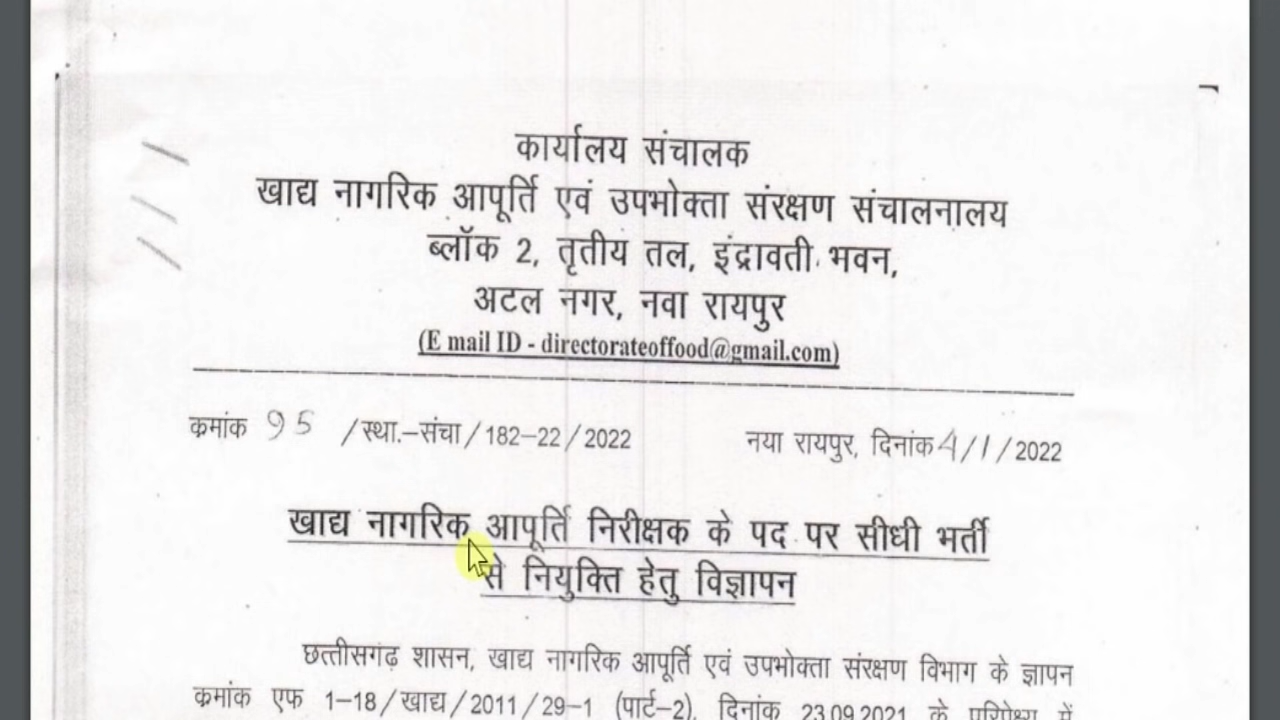 कार्यालय संचालक
खाद्य नागरिक आपूर्ति एवं उपभोक्ता संरक्षण संचालनालय
ब्लॉक 2, तृतीय तल, इंद्रावती भवन,
अटल नगर, नवा रायपुर
(E mail ID - directorateoffood@gmail.com)
क्रमांक 95 /स्था.–संचा/182–22/2022 नया रायपुर, दिनांक 4/1/2022
खाद्य नागरिक आपूर्ति निरीक्षक के पद पर सीधी भर्ती
से नियुक्ति हेतु विज्ञापन
छत्तीसगढ़ शासन, खाद्य नागरिक आपूर्ति एवं उपभोक्ता संरक्षण विभाग के ज्ञापन
क्रमांक एफ 1–18/खाद्य/2011/29–1 (पार्ट–2), दिनांक 23.09.2021 के परिप्रेक्ष्य में